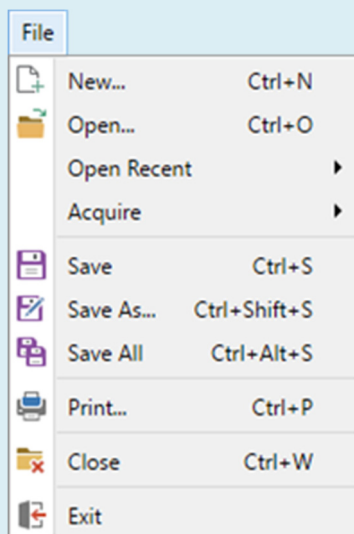 File
New... Ctrl+N
Open... Ctrl+O
Open Recent
Acquire
Save Ctrl+S
Save As... Ctrl+Shift+S
Save All Ctrl+Alt+S
Print... Ctrl+P
Close Ctrl+W
Exit